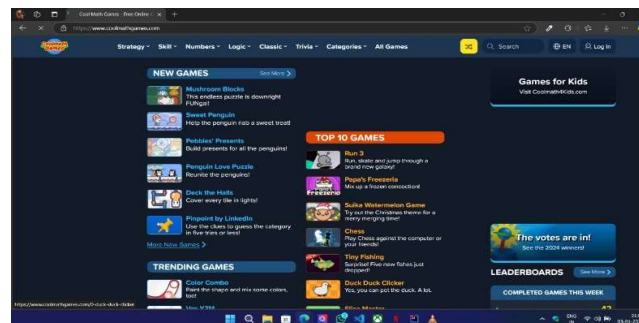 Cool Math Games - Free Online
https://www.coolmathgames.com
Strategy Skill Numbers Logic Classic Trivia Categories All Games
Search
EN
Log In
NEW GAMES
See More
Mushroom Blocks
This endless puzzle is downright
FUNgal!
Sweet Penguin
Help the penguin nab a sweet treat!
Pebbles' Presents
Build presents for all the penguins!
Penguin Love Puzzle
Reunite the penguins!
Deck the Halls
Cover every tile in lights!
Pinpoint by LinkedIn
Use the clues to guess the category
in five tries or less!
More New Games
TRENDING GAMES
Color Combo
Paint the shape and mix some colors,
too!
TOP 10 GAMES
Run 3
Run, skate and jump through a
brand new galaxy!
Papa's Freezeria
Mix up a frozen concoction!
Suika Watermelon Game
Try out the Christmas theme for a
merry merging time!
Chess
Play Chess against the computer or
your friends!
Tiny Fishing
Surprise! Five new fishes just
dropped!
Duck Duck Clicker
Yes, you can pet the duck. A lot.
Games for Kids
Visit Coolmath4Kids.com
The votes are in!
See the 2024 winners!
LEADERBOARDS
See More
COMPLETED GAMES THIS WEEK
https://www.coolmathgames.com/0-duck-duck-clicker
ENG